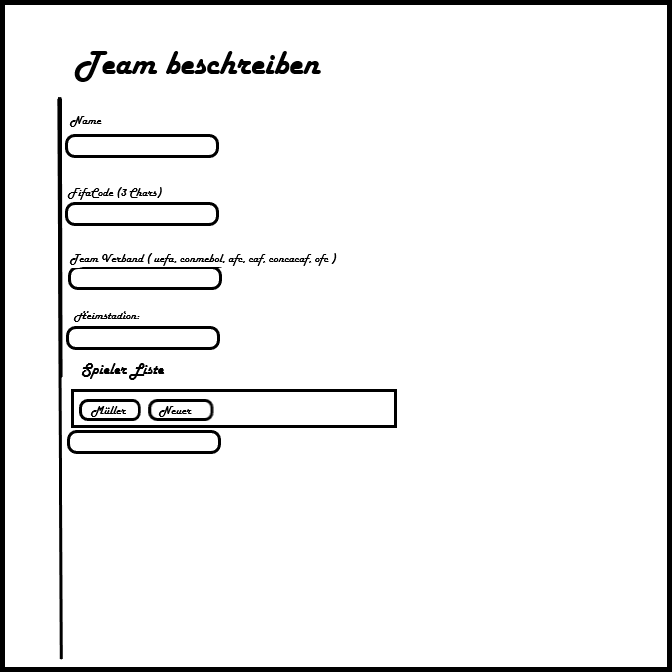 Team beschreiben
Name
FifaCode (3 Chars)
Team Verband ( uefa, conmebol, afc, caf, concacaf, ofc )
Heimstadion:
Spieler Liste
Müller Neuer